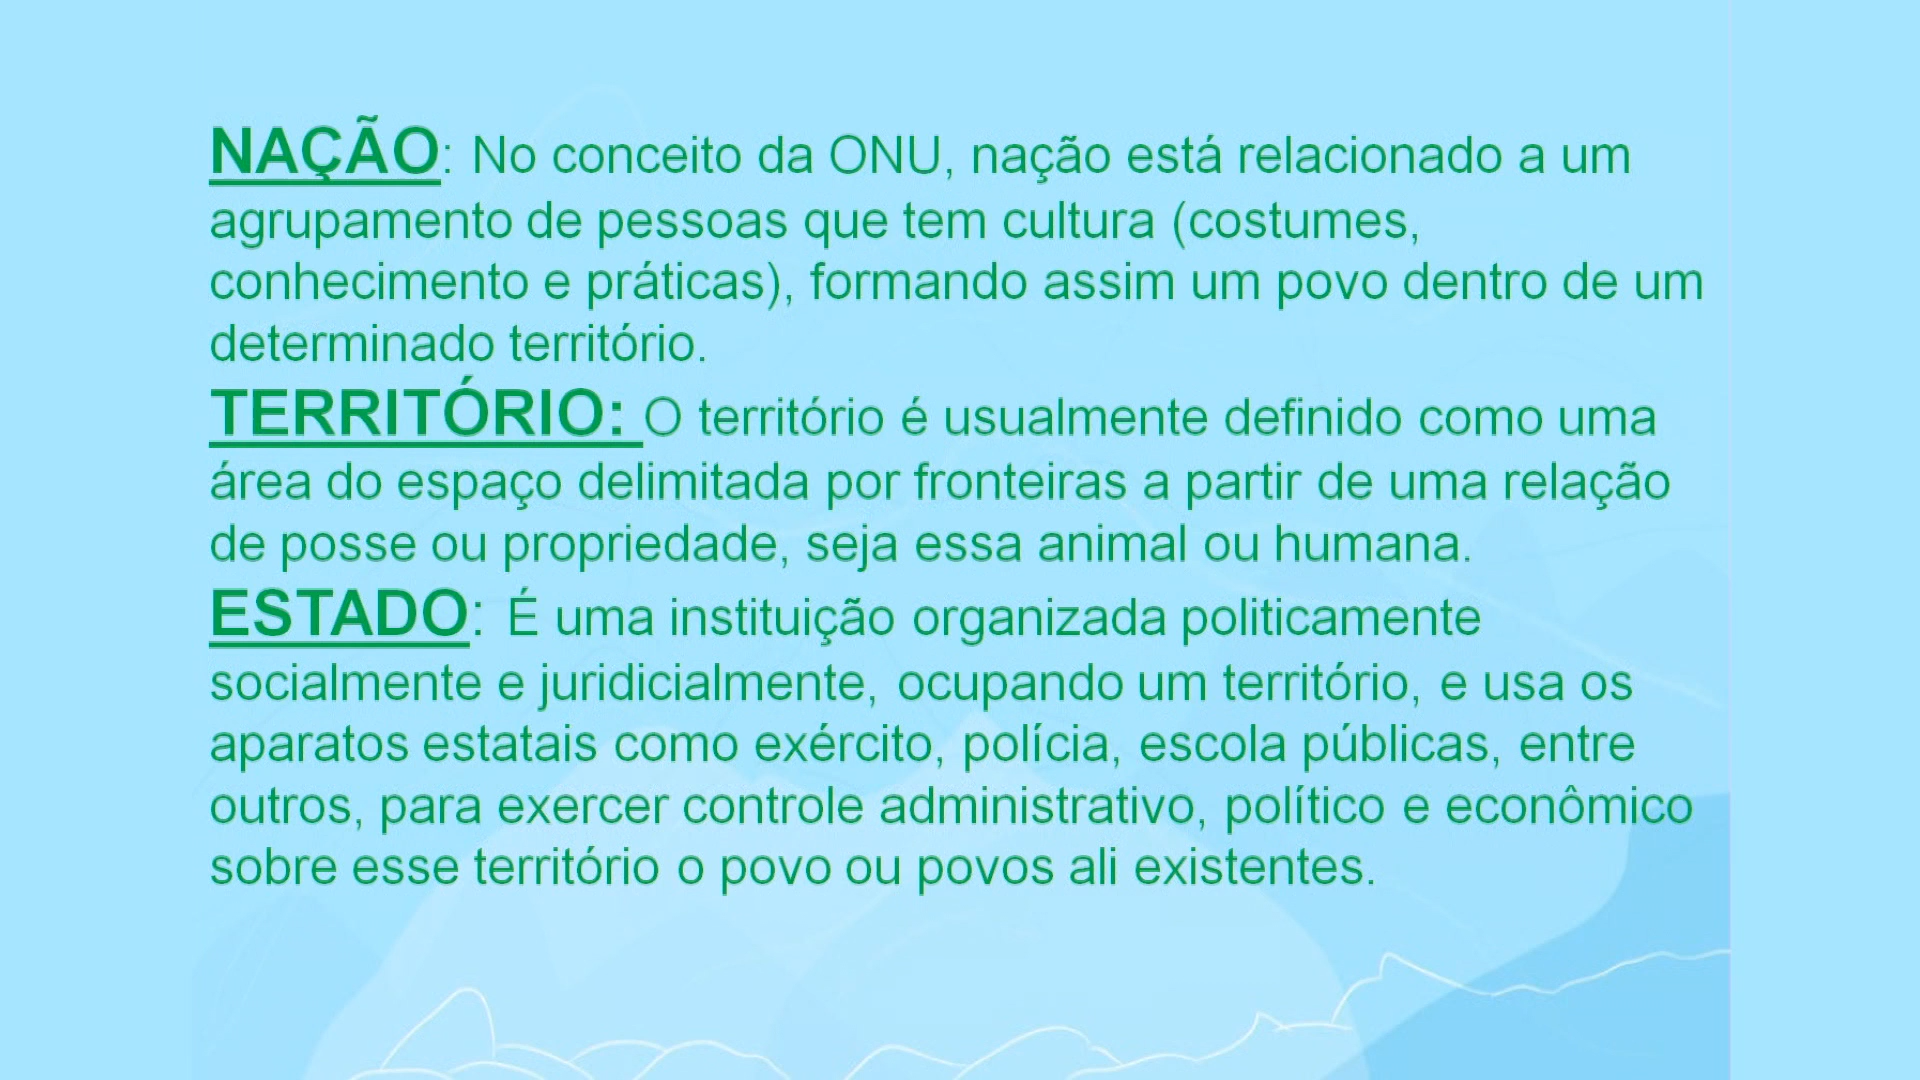 NAÇÃO: No conceito da ONU, nação está relacionado a um
agrupamento de pessoas que tem cultura (costumes,
conhecimento e práticas), formando assim um povo dentro de um
determinado território.
TERRITÓRIO: O território é usualmente definido como uma
área do espaço delimitada por fronteiras a partir de uma relação
de posse ou propriedade, seja essa animal ou humana.
ESTADO: É uma instituição organizada politicamente
socialmente e juridicialmente, ocupando um território, e usa os
aparatos estatais como exército, polícia, escola públicas, entre
outros, para exercer controle administrativo, político e econômico
sobre esse território o povo ou povos ali existentes.